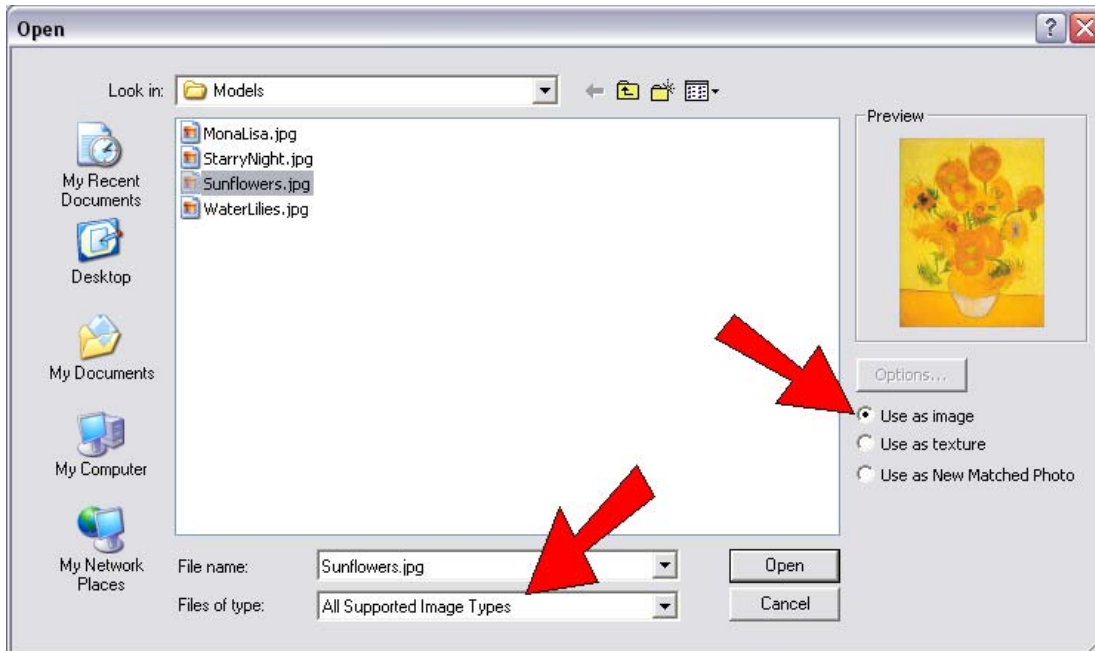 Open
Look in:
Models
My Recent
Documents
Desktop
My Documents
My Computer
My Network
Places
MonaLisa.jpg
StarryNight.jpg
Sunflowers.jpg
WaterLilies.jpg
Preview
Options...
Use as image
Use as texture
Use as New Matched Photo
File name:
Sunflowers.jpg
Open
Files of type:
All Supported Image Types
Cancel